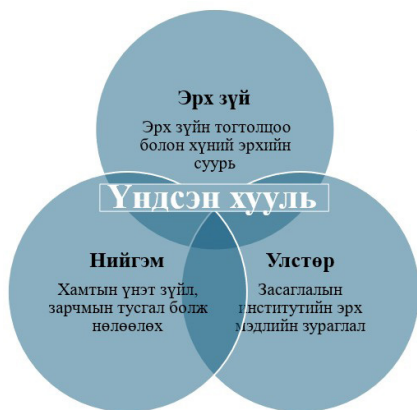 Эрх зүй
Эрх зүйн тогтолцоо
болон хүний эрхийн
суурь
Үндсэн хууль
Нийгэм
Хамтын үнэт зүйл,
зарчмын тусгал болж
нөлөөлөх
Улстөр
Засаглалын
институтийн эрх
мэдлийн зураглал